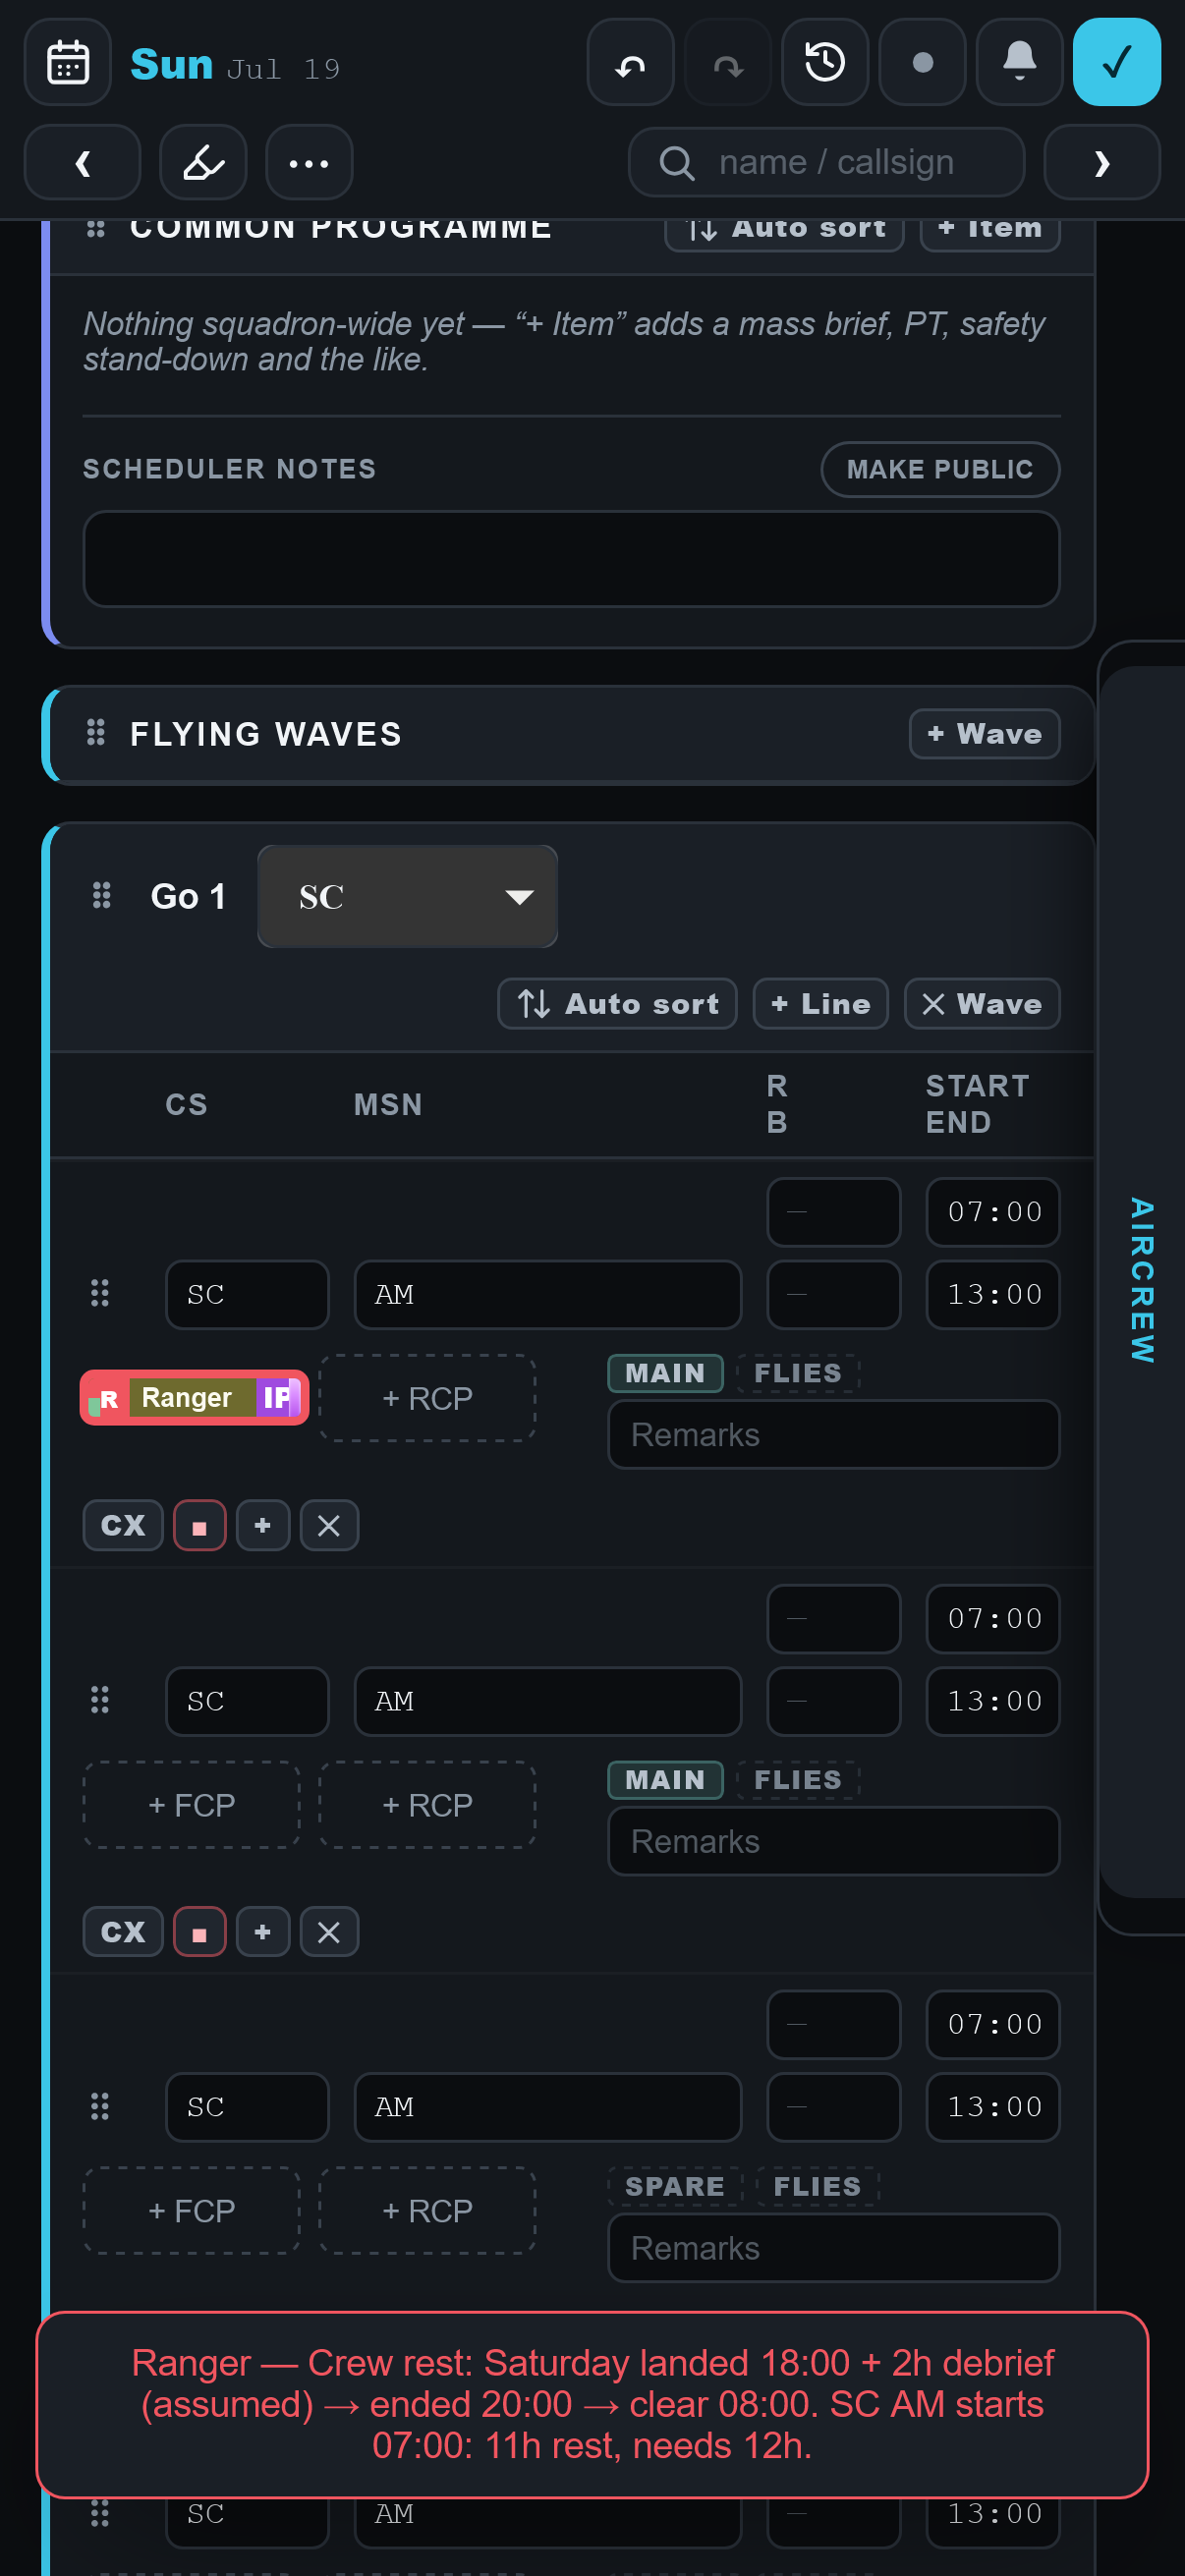 Sun Jul 19
name / callsign
COMMON PROGRAMME
Auto sort
+ Item
Nothing squadron-wide yet — “+ Item” adds a mass brief, PT, safety
stand-down and the like.
SCHEDULER NOTES
MAKE PUBLIC
FLYING WAVES
+ Wave
Go 1
SC
Auto sort
+ Line
× Wave
CS
MSN
R
B
START
END
—
07:00
SC
AM
—
13:00
R
Ranger
IP
+ RCP
MAIN
FLIES
Remarks
CX
+
×
—
07:00
SC
AM
—
13:00
+ FCP
+ RCP
MAIN
FLIES
Remarks
CX
+
×
—
07:00
SC
AM
—
13:00
+ FCP
+ RCP
SPARE
FLIES
Remarks
Ranger — Crew rest: Saturday landed 18:00 + 2h debrief
(assumed) → ended 20:00 → clear 08:00. SC AM starts
07:00: 11h rest, needs 12h.
SC
AM
—
13:00
AIRCREW